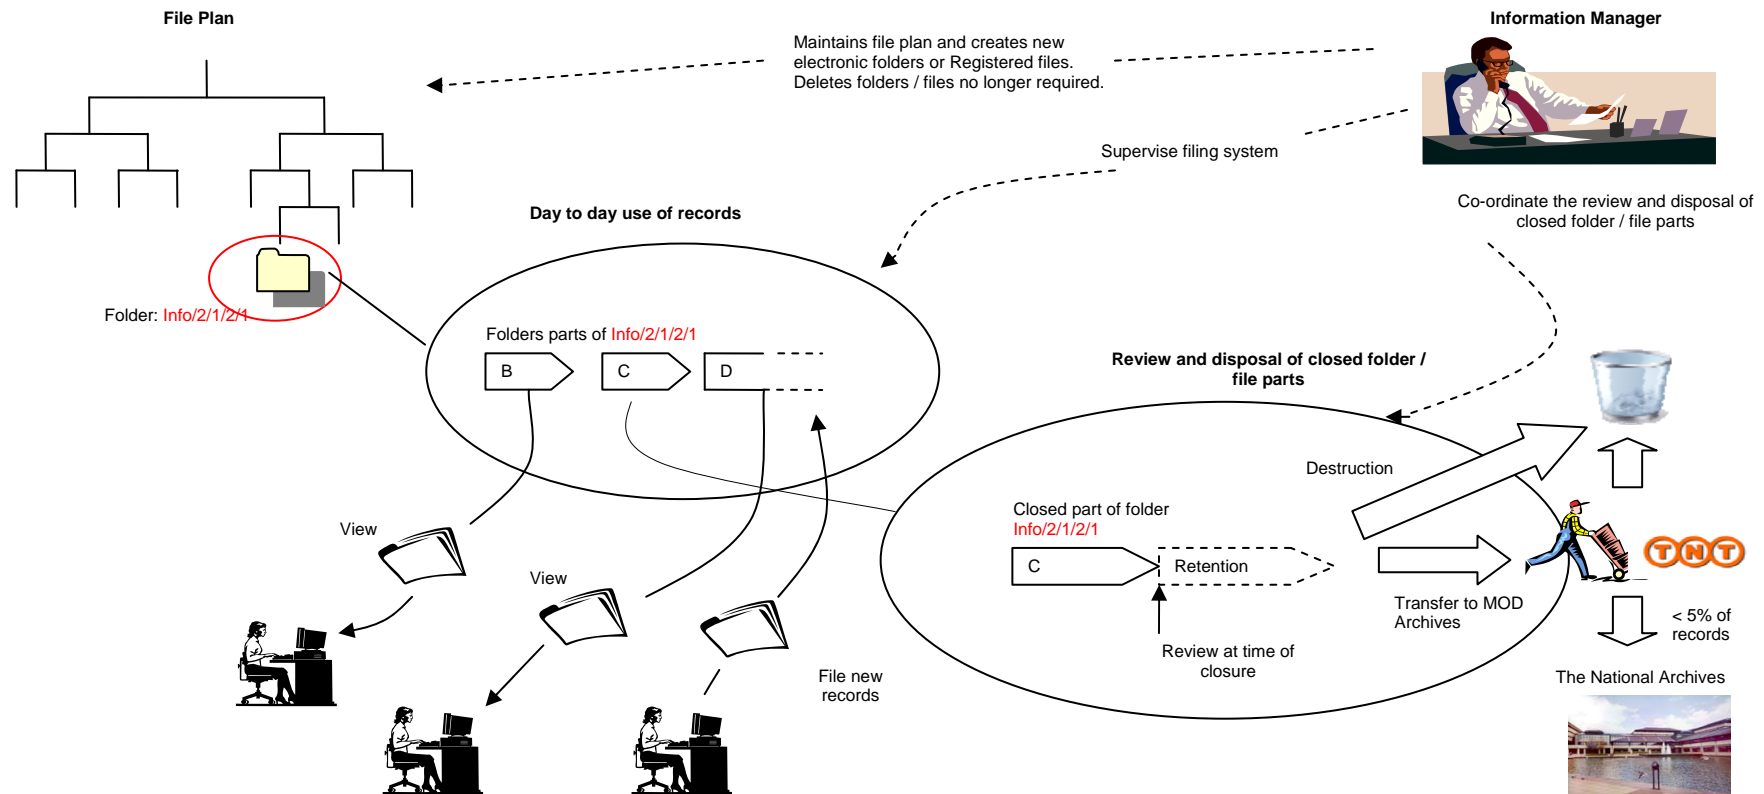 File Plan
Information Manager
Maintains file plan and creates new
electronic folders or Registered files.
Deletes folders / files no longer required.
Supervise filing system
Co-ordinate the review and disposal of
closed folder / file parts
Day to day use of records
Folder: Info/2/1/2/1
Folders parts of Info/2/1/2/1
B
C
D
Review and disposal of closed folder /
file parts
Destruction
Closed part of folder
Info/2/1/2/1
C
Retention
TNT
Transfer to MOD
Archives
< 5% of
records
Review at time of
closure
View
View
File new
records
The National Archives